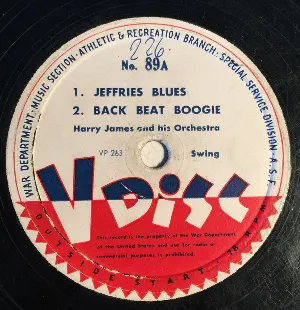 WAR DEPARTMENT · MUSIC SECTION · ATHLETIC & RECREATION BRANCH · SPECIAL SERVICE DIVISION · A.S.F.
226
No. 89A
1. JEFFRIES BLUES
2. BACK BEAT BOOGIE
Harry James and his Orchestra
VP 263 Swing
V Disc
This record is the property of the War Department
of the United States and use for radio or
commercial purposes is prohibited.
OUTSIDE START · 78 RPM